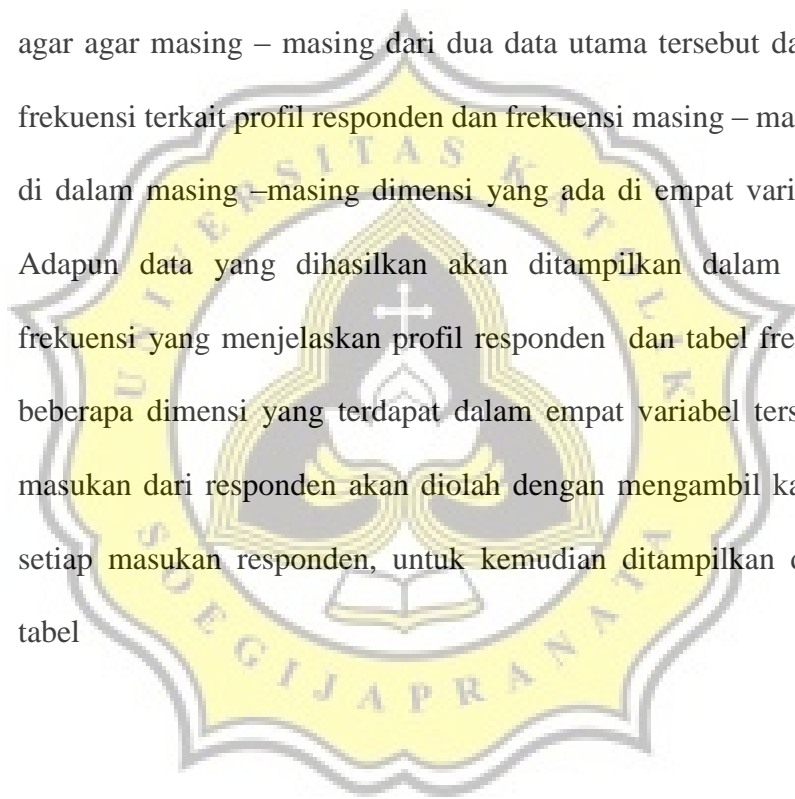 agar agar masing – masing dari dua data utama tersebut da
frekuensi terkait profil responden dan frekuensi masing – ma
di dalam masing –masing dimensi yang ada di empat vari
Adapun data yang dihasilkan akan ditampilkan dalam
frekuensi yang menjelaskan profil responden dan tabel fre
beberapa dimensi yang terdapat dalam empat variabel ters
masukan dari responden akan diolah dengan mengambil ka
setiap masukan responden, untuk kemudian ditampilkan d
tabel
UNIVERSITAS KATOLIK
SOEGIJAPRANATA